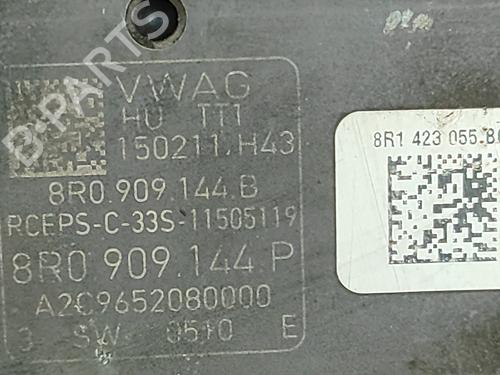 VWAG
HU TT1
150211.H43
8R0.909.144.B
RCEPS-C-33S-11505119
8R0 909.144.P
A2C9652080000
3 SW 0510 E
8R1 423 055.B